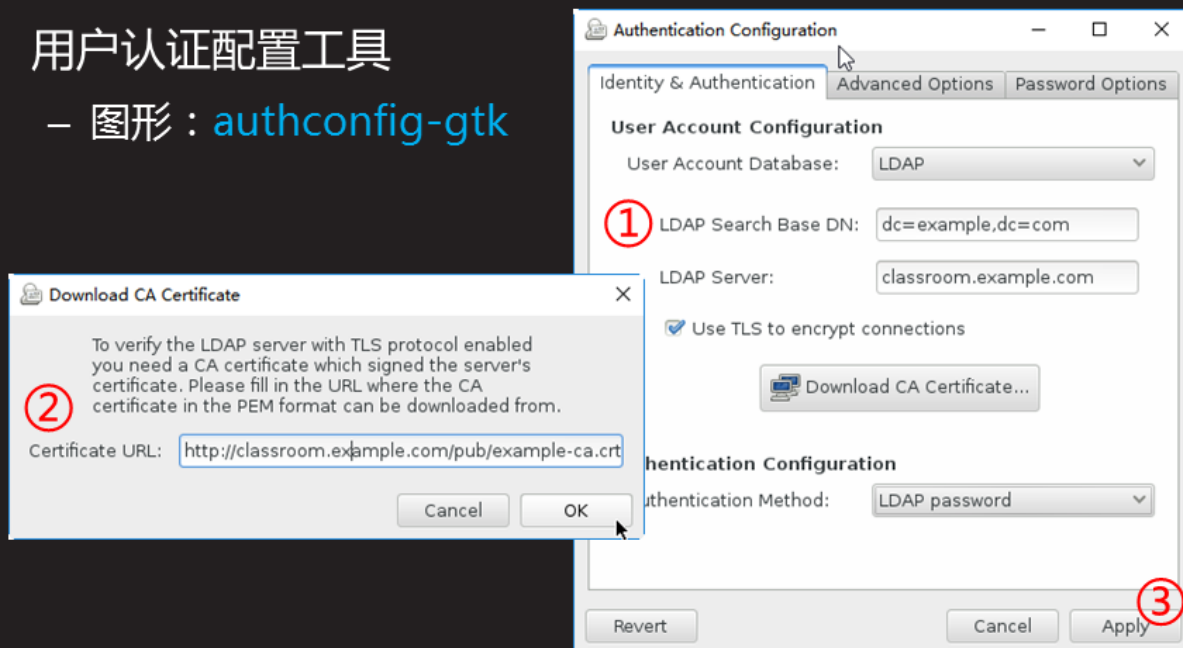 用户认证配置工具
– 图形：authconfig-gtk
Authentication Configuration
Identity & Authentication
Advanced Options
Password Options
User Account Configuration
User Account Database:
LDAP
①
LDAP Search Base DN:
dc=example,dc=com
LDAP Server:
classroom.example.com
Use TLS to encrypt connections
Download CA Certificate...
hentication Configuration
uthentication Method:
LDAP password
③
Revert
Cancel
Apply
Download CA Certificate
To verify the LDAP server with TLS protocol enabled
you need a CA certificate which signed the server's
certificate. Please fill in the URL where the CA
certificate in the PEM format can be downloaded from.
②
Certificate URL:
http://classroom.example.com/pub/example-ca.crt
Cancel
OK